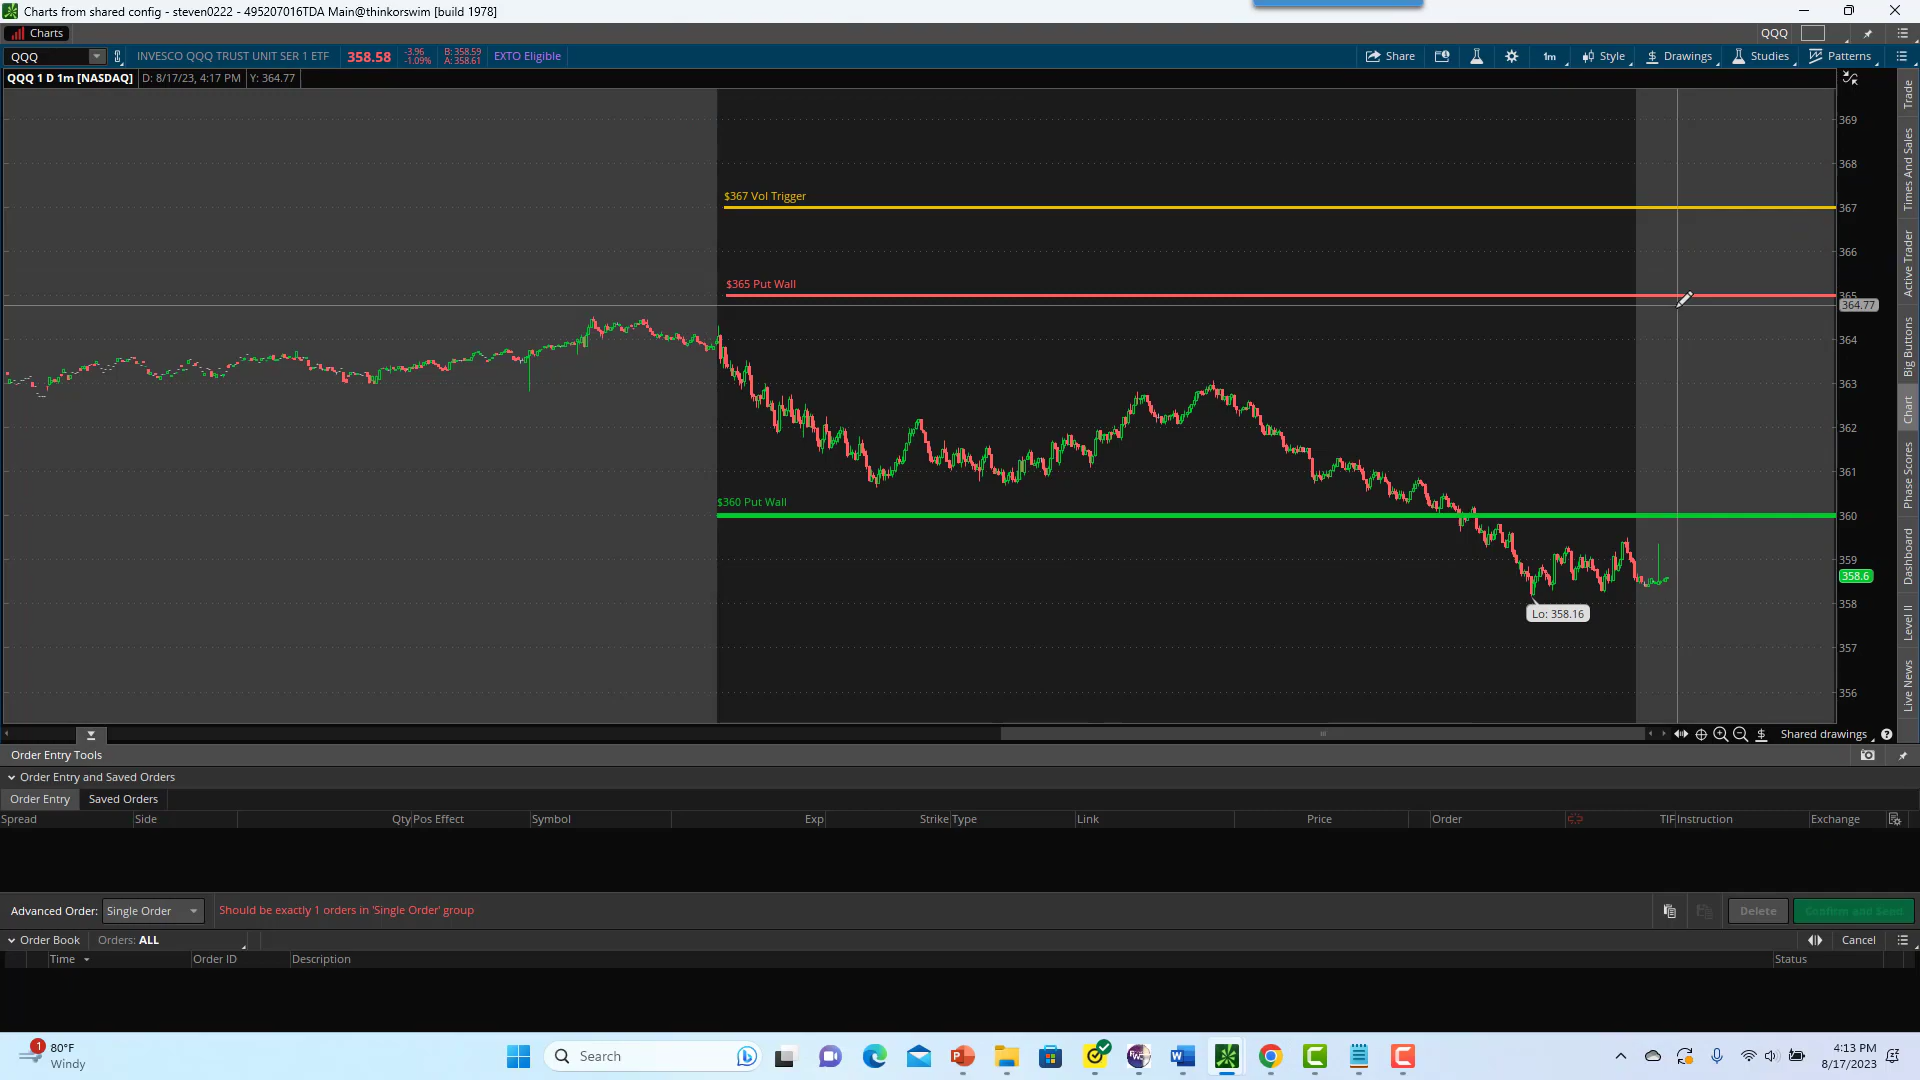 Charts from shared config - steven0222 - 495207016TDA Main@thinkorswim [build 1978]
Charts
QQQ
QQQ
INVESCO QQQ TRUST UNIT SER 1 ETF
358.58
-3.96
-1.09%
B: 358.59
A: 358.61
EXTO Eligible
Share
1m
Style
Drawings
Studies
Patterns
QQQ 1 D 1m [NASDAQ]
D: 8/17/23, 4:17 PM
Y: 364.77
369
368
$367 Vol Trigger
367
366
$365 Put Wall
365
364.77
364
363
362
361
$360 Put Wall
360
359
358.6
358
Lo: 358.16
357
356
Trade
Times And Sales
Active Trader
Big Buttons
Chart
Phase Scores
Dashboard
Level II
Live News
Shared drawings
Order Entry Tools
Order Entry and Saved Orders
Order Entry
Saved Orders
Spread
Side
Qty
Pos Effect
Symbol
Exp
Strike
Type
Link
Price
Order
TIF
Instruction
Exchange
Advanced Order:
Single Order
Should be exactly 1 orders in 'Single Order' group
Delete
Confirm and Send
Order Book
Orders: ALL
Cancel
Time
Order ID
Description
Status
1
80°F
Windy
Search
4:13 PM
8/17/2023